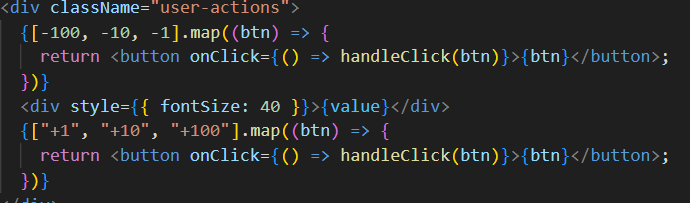 <div className="user-actions">
{[-100, -10, -1].map((btn) => {
return <button onClick={() => handleClick(btn)}>{btn}</button>;
})}
<div style={{ fontSize: 40 }}>{value}</div>
{["+1", "+10", "+100"].map((btn) => {
return <button onClick={() => handleClick(btn)}>{btn}</button>;
})}
</div>